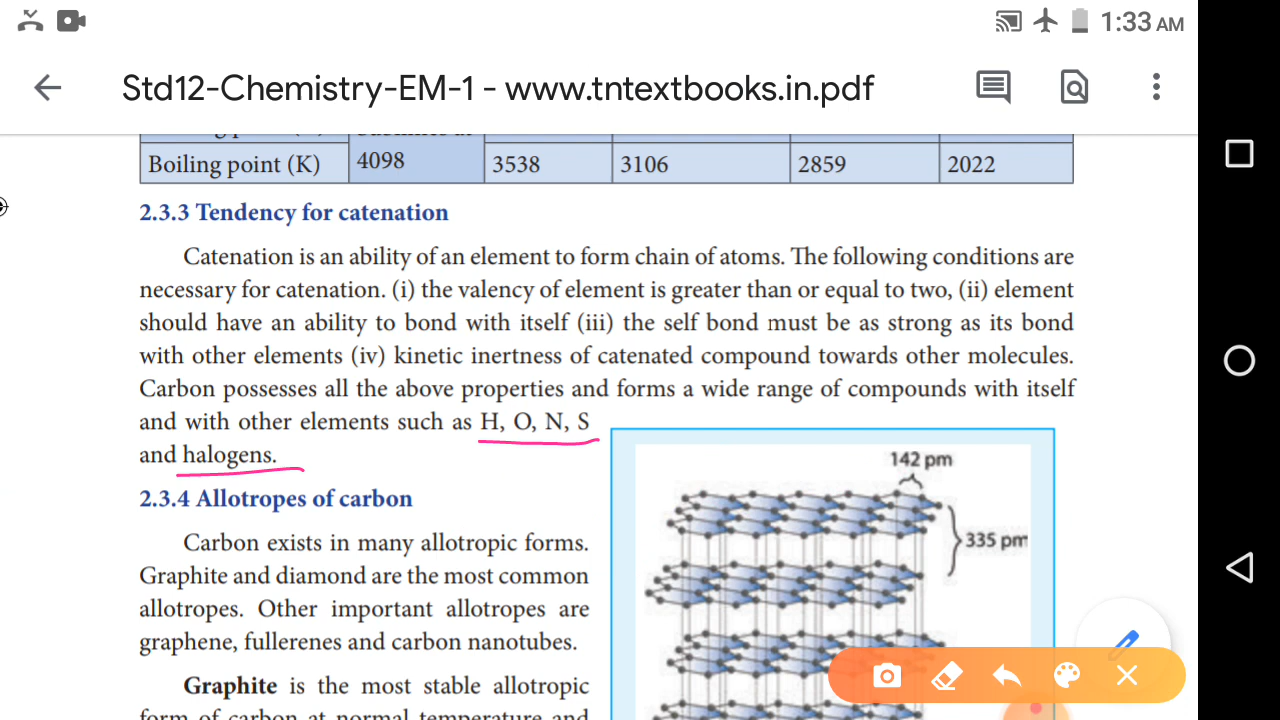 1:33 AM
Std12-Chemistry-EM-1 - www.tntextbooks.in.pdf
Boiling point (K) 4098 3538 3106 2859 2022
2.3.3 Tendency for catenation
Catenation is an ability of an element to form chain of atoms. The following conditions are
necessary for catenation. (i) the valency of element is greater than or equal to two, (ii) element
should have an ability to bond with itself (iii) the self bond must be as strong as its bond
with other elements (iv) kinetic inertness of catenated compound towards other molecules.
Carbon possesses all the above properties and forms a wide range of compounds with itself
and with other elements such as H, O, N, S
and halogens.
142 pm
335 pm
2.3.4 Allotropes of carbon
Carbon exists in many allotropic forms.
Graphite and diamond are the most common
allotropes. Other important allotropes are
graphene, fullerenes and carbon nanotubes.
Graphite is the most stable allotropic
form of carbon at normal temperature and